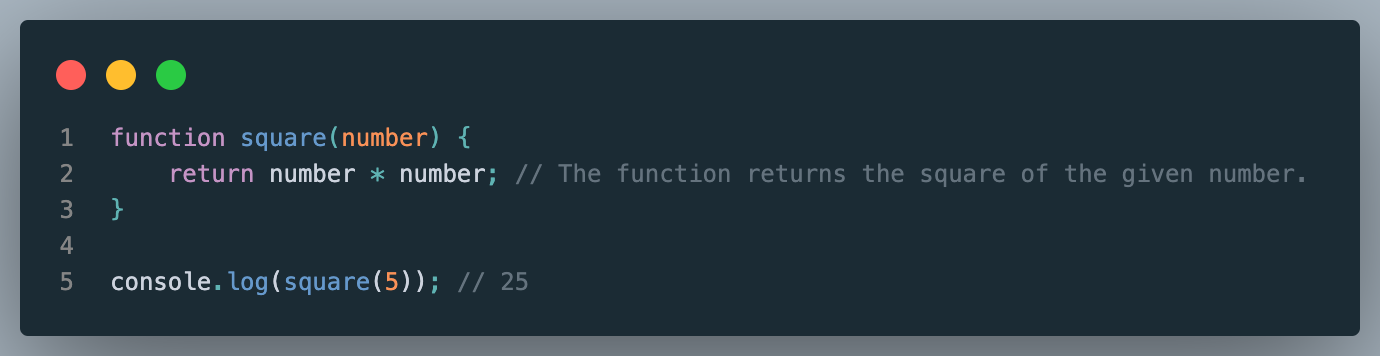 1 function square(number) {
2     return number * number; // The function returns the square of the given number.
3 }
4
5 console.log(square(5)); // 25